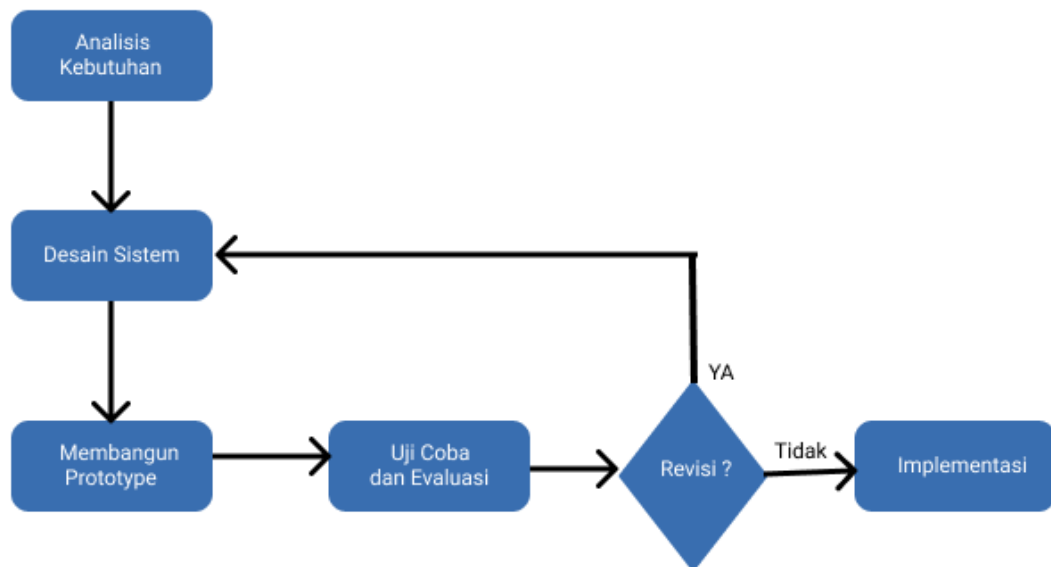 Analisis
Kebutuhan
Desain Sistem
YA
Membangun
Prototype
Uji Coba
dan Evaluasi
Revisi ?
Tidak
Implementasi